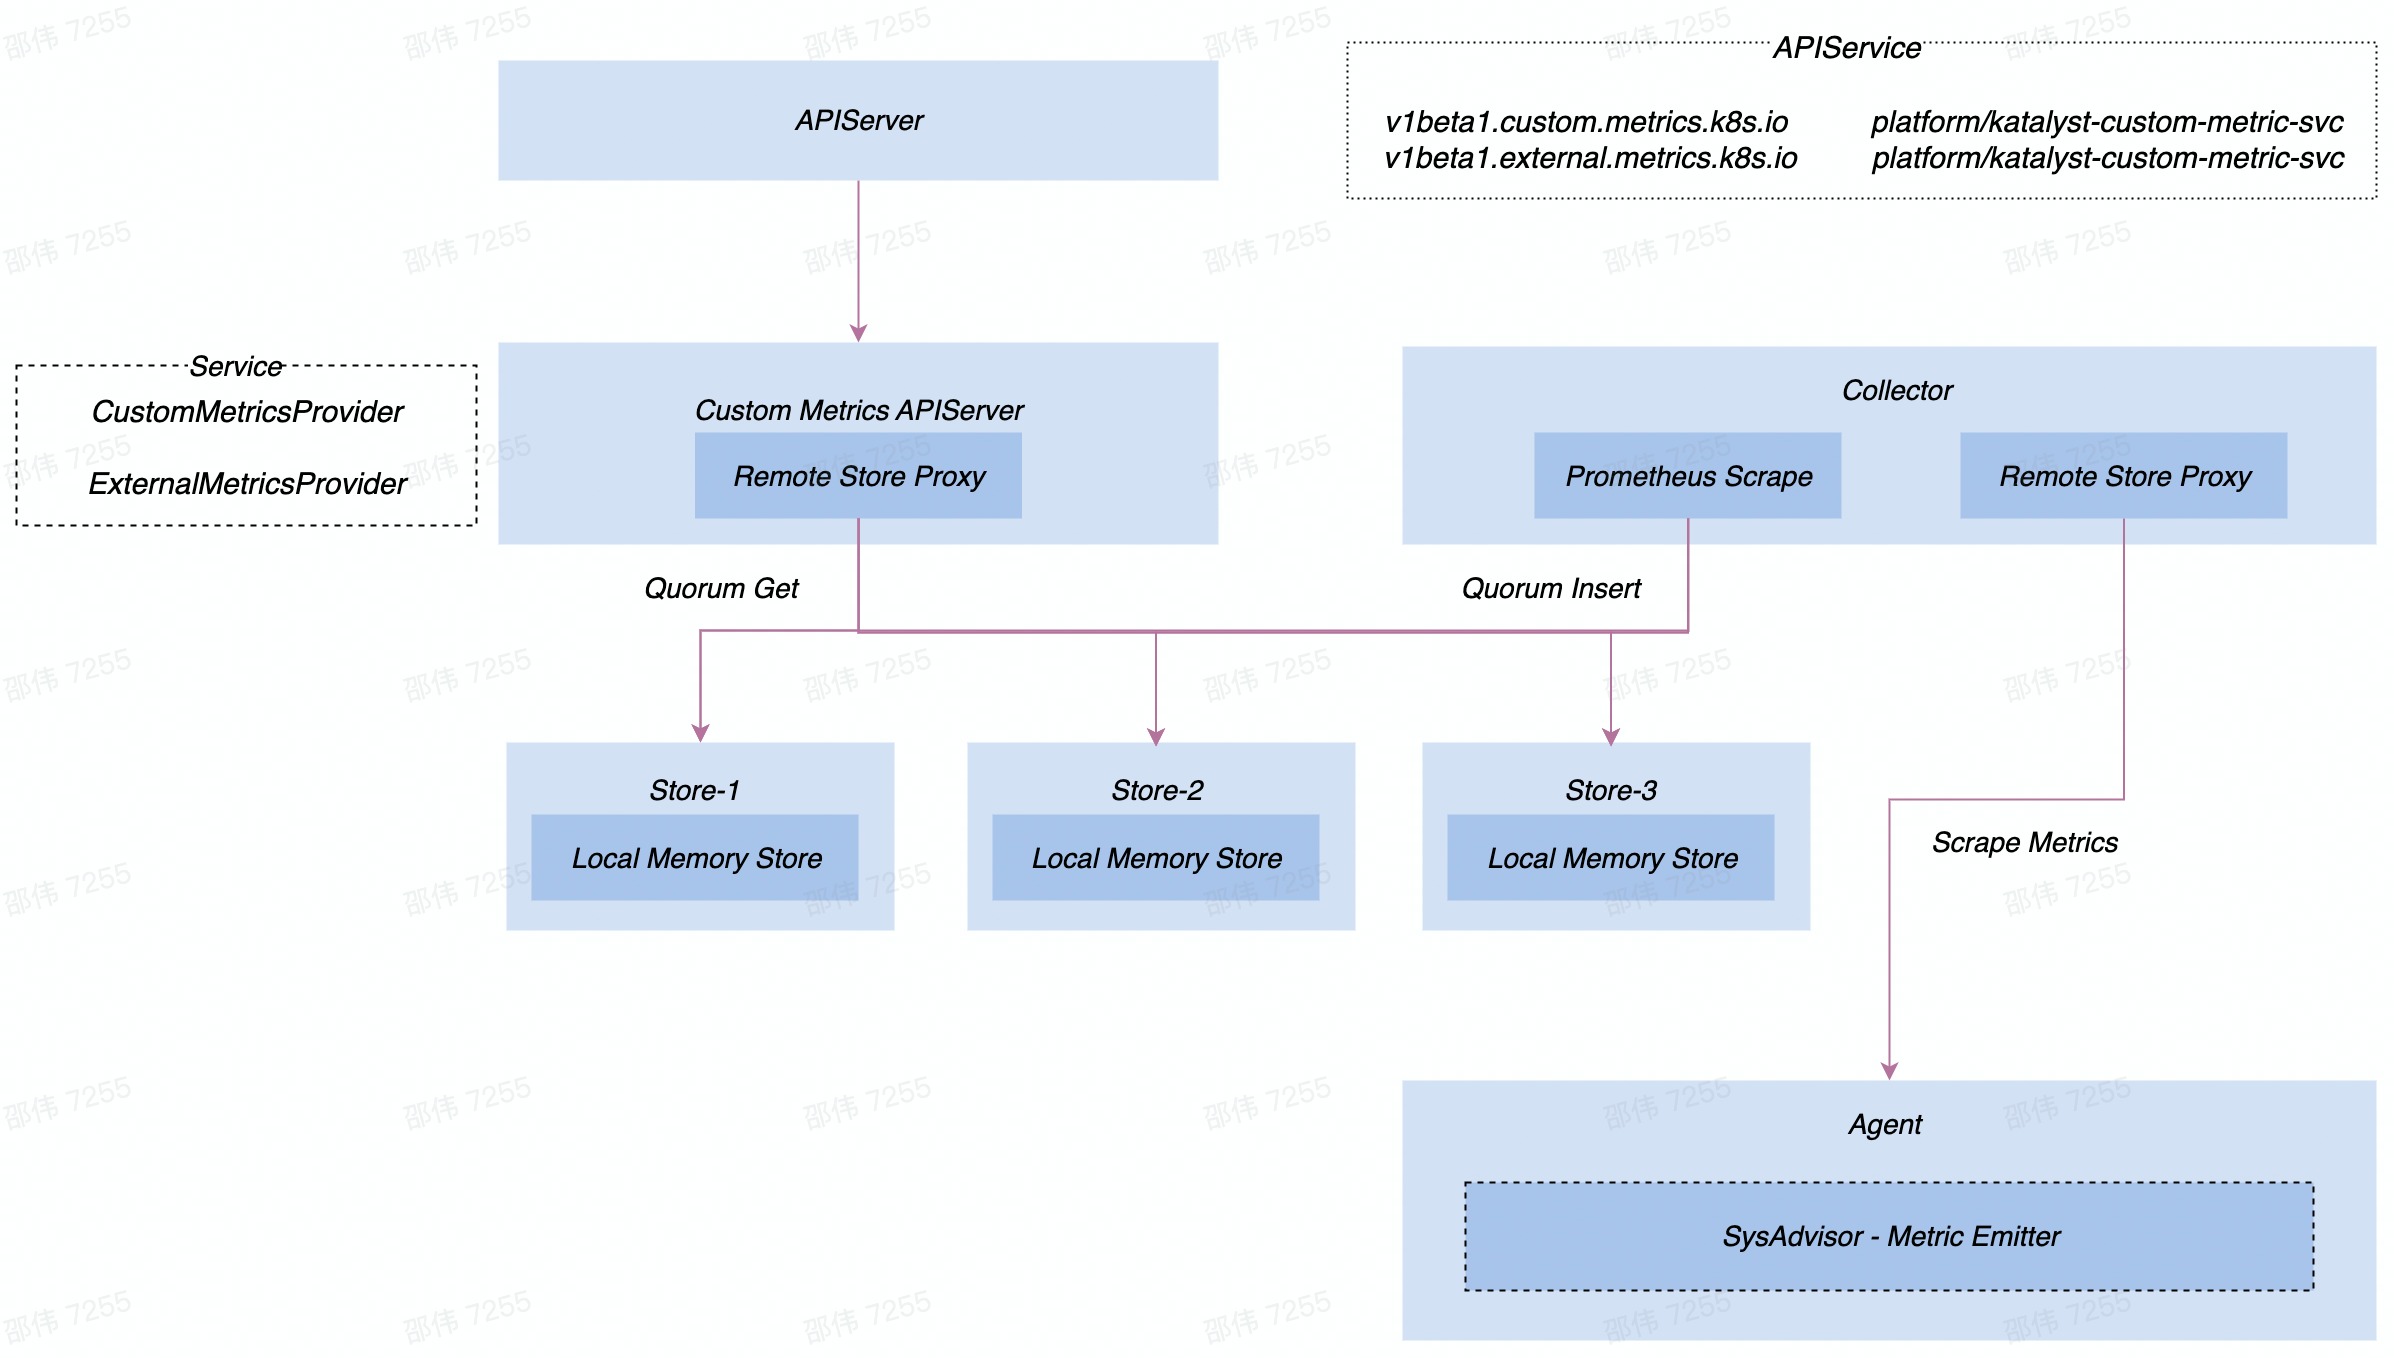 APIService
APIServer
v1beta1.custom.metrics.k8s.io platform/katalyst-custom-metric-svc
v1beta1.external.metrics.k8s.io platform/katalyst-custom-metric-svc
Service
CustomMetricsProvider
ExternalMetricsProvider
Custom Metrics APIServer
Remote Store Proxy
Collector
Prometheus Scrape
Remote Store Proxy
Quorum Get
Quorum Insert
Store-1
Local Memory Store
Store-2
Local Memory Store
Store-3
Local Memory Store
Scrape Metrics
Agent
SysAdvisor - Metric Emitter
邵伟 7255